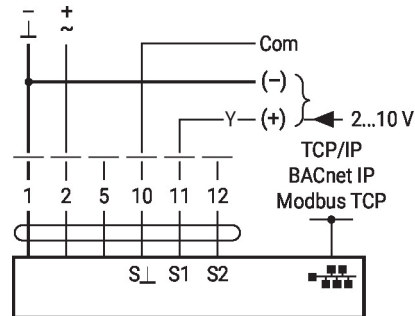 − +
⊥ ~
Com
(−)
Y (+) 2...10 V
TCP/IP
BACnet IP
Modbus TCP
1 2 5 10 11 12
S⊥ S1 S2